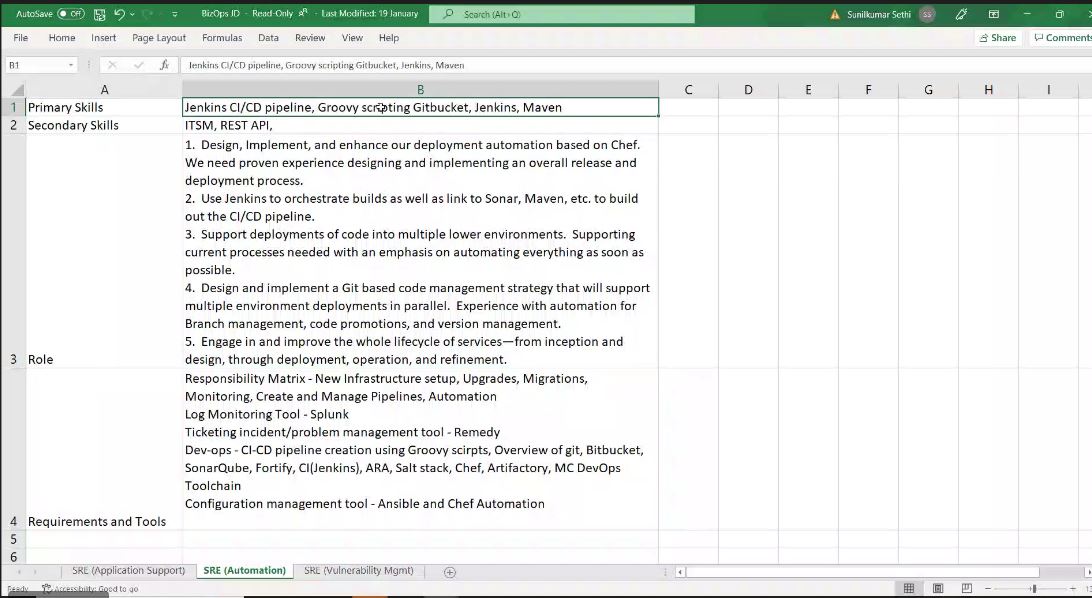 AutoSave Off BizOps JD - Read-Only Last Modified: 19 January Search (Alt+Q) Sunilkumar Sethi SS
File Home Insert Page Layout Formulas Data Review View Help Share Comments
B1 fx Jenkins CI/CD pipeline, Groovy scripting Gitbucket, Jenkins, Maven
A B C D E F G H I
1 Primary Skills Jenkins CI/CD pipeline, Groovy scripting Gitbucket, Jenkins, Maven
2 Secondary Skills ITSM, REST API,
1. Design, Implement, and enhance our deployment automation based on Chef.
We need proven experience designing and implementing an overall release and
deployment process.
2. Use Jenkins to orchestrate builds as well as link to Sonar, Maven, etc. to build
out the CI/CD pipeline.
3. Support deployments of code into multiple lower environments. Supporting
current processes needed with an emphasis on automating everything as soon as
possible.
4. Design and implement a Git based code management strategy that will support
multiple environment deployments in parallel. Experience with automation for
Branch management, code promotions, and version management.
5. Engage in and improve the whole lifecycle of services—from inception and
3 Role design, through deployment, operation, and refinement.
Responsibility Matrix - New Infrastructure setup, Upgrades, Migrations,
Monitoring, Create and Manage Pipelines, Automation
Log Monitoring Tool - Splunk
Ticketing incident/problem management tool - Remedy
Dev-ops - CI-CD pipeline creation using Groovy scirpts, Overview of git, Bitbucket,
SonarQube, Fortify, CI(Jenkins), ARA, Salt stack, Chef, Artifactory, MC DevOps
Toolchain
Configuration management tool - Ansible and Chef Automation
4 Requirements and Tools
5
6
SRE (Application Support) SRE (Automation) SRE (Vulnerability Mgmt)
Ready Accessibility: Good to go